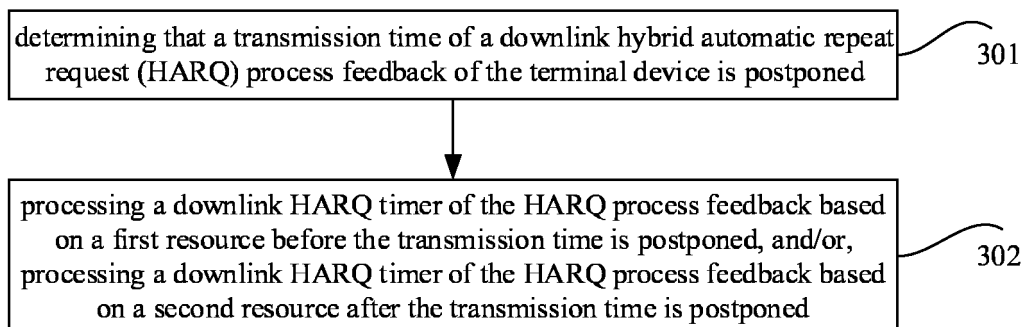 determining that a transmission time of a downlink hybrid automatic repeat
request (HARQ) process feedback of the terminal device is postponed
301
processing a downlink HARQ timer of the HARQ process feedback based
on a first resource before the transmission time is postponed, and/or,
processing a downlink HARQ timer of the HARQ process feedback based
on a second resource after the transmission time is postponed
302